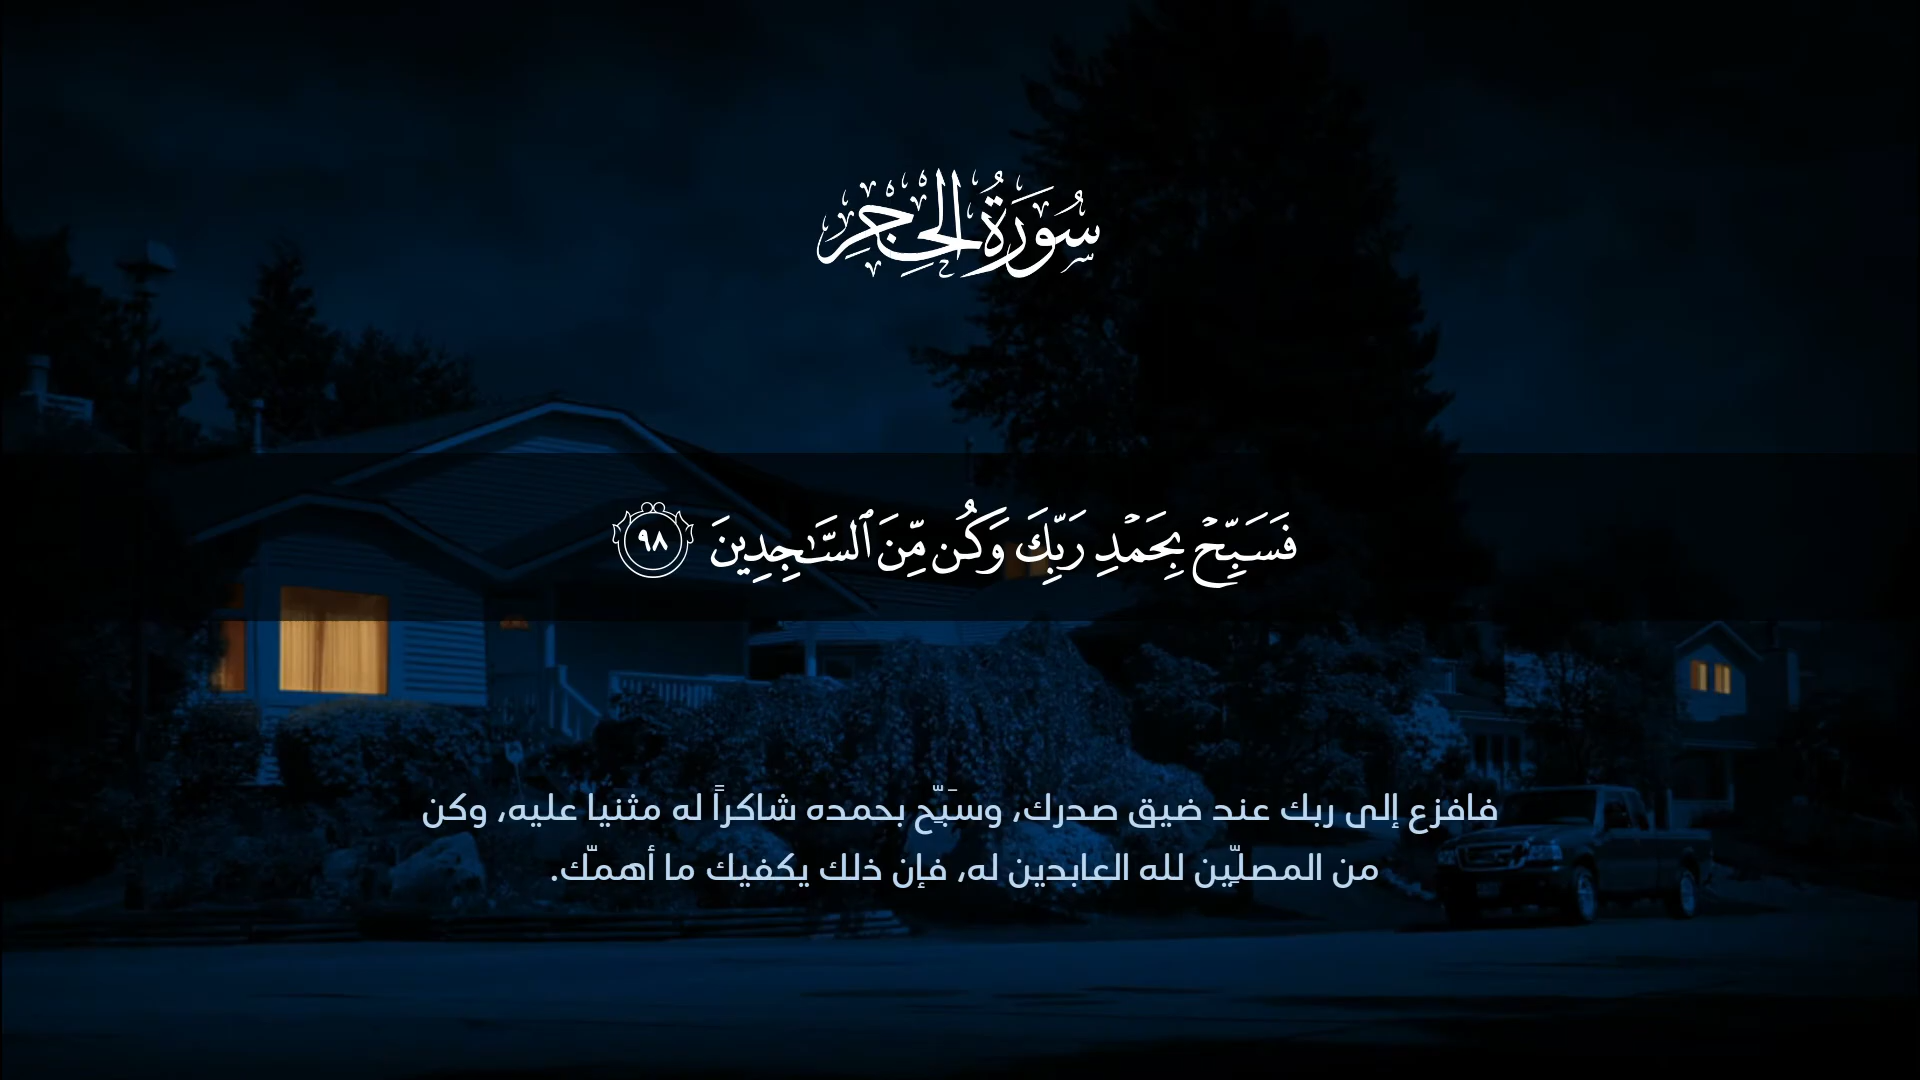 سُورَةُ الحِجرِ
فَسَبِّحۡ بِحَمۡدِ رَبِّكَ وَكُن مِّنَ ٱلسَّـٰجِدِينَ ٩٨
فافزع إلى ربك عند ضيق صدرك، وسَبِّح بحمده شاكراً له مثنيا عليه، وكن
من المصلِّين لله العابدين له، فإن ذلك يكفيك ما أهمّك.